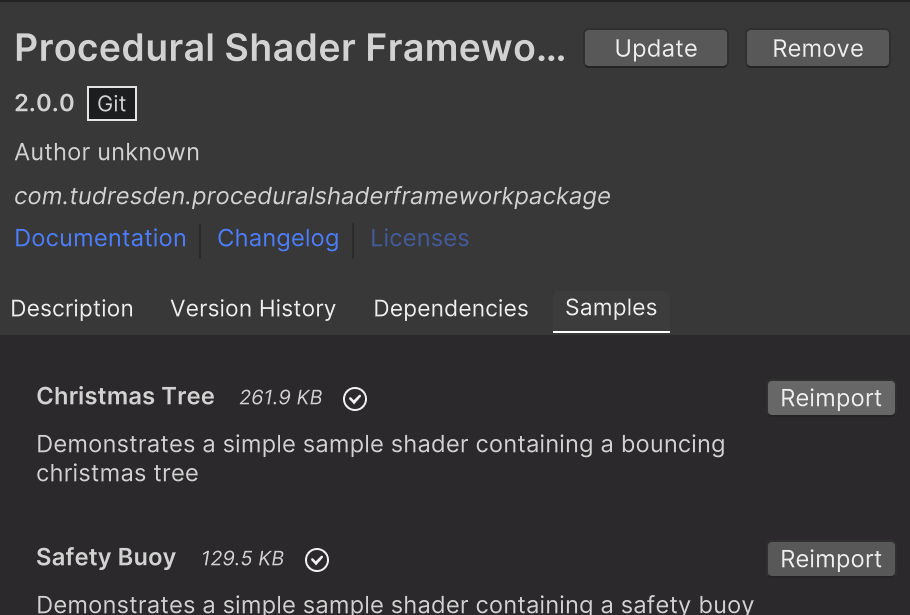 Procedural Shader Framewo... Update Remove
2.0.0 Git
Author unknown
com.tudresden.proceduralshaderframeworkpackage
Documentation Changelog Licenses
Description Version History Dependencies Samples
Christmas Tree 261.9 KB Reimport
Demonstrates a simple sample shader containing a bouncing
christmas tree
Safety Buoy 129.5 KB Reimport
Demonstrates a simple sample shader containing a safety buoy